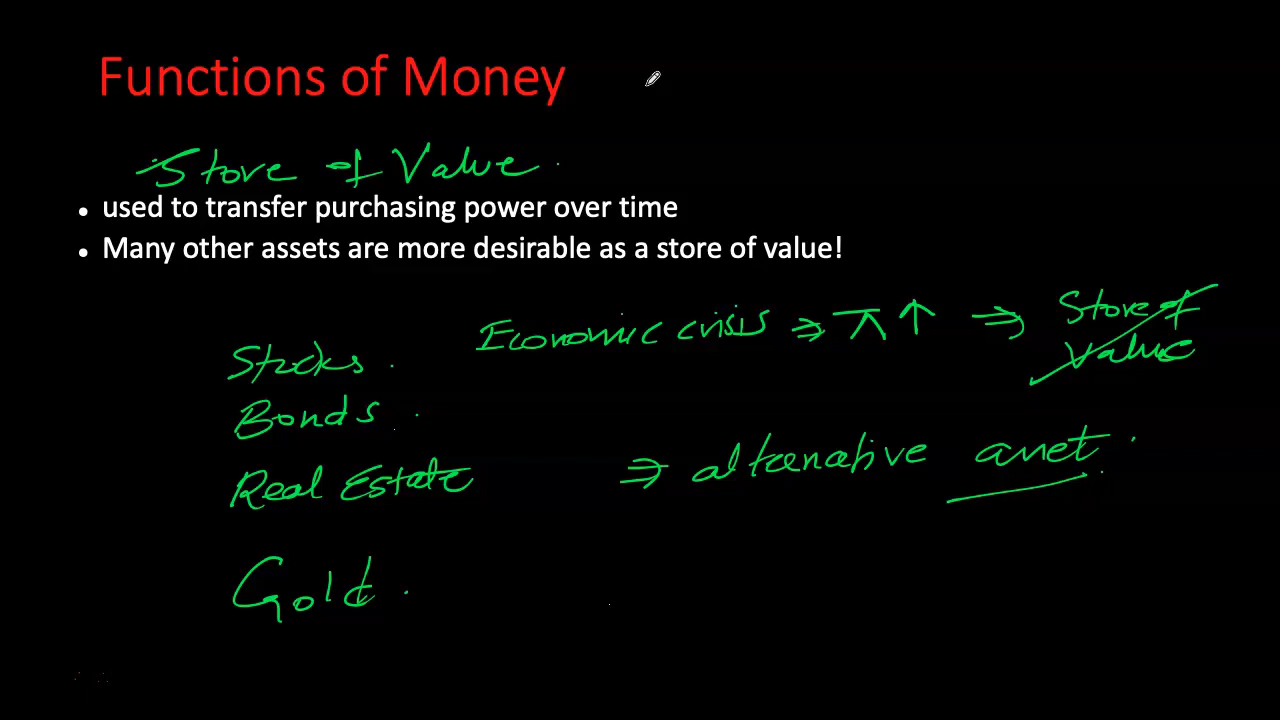 Functions of Money
Store of Value
• used to transfer purchasing power over time
• Many other assets are more desirable as a store of value!
Economic crisis ⇒ π ↑ ⇒ Store of Value
Stocks
Bonds
Real Estate ⇒ alternative asset
Gold